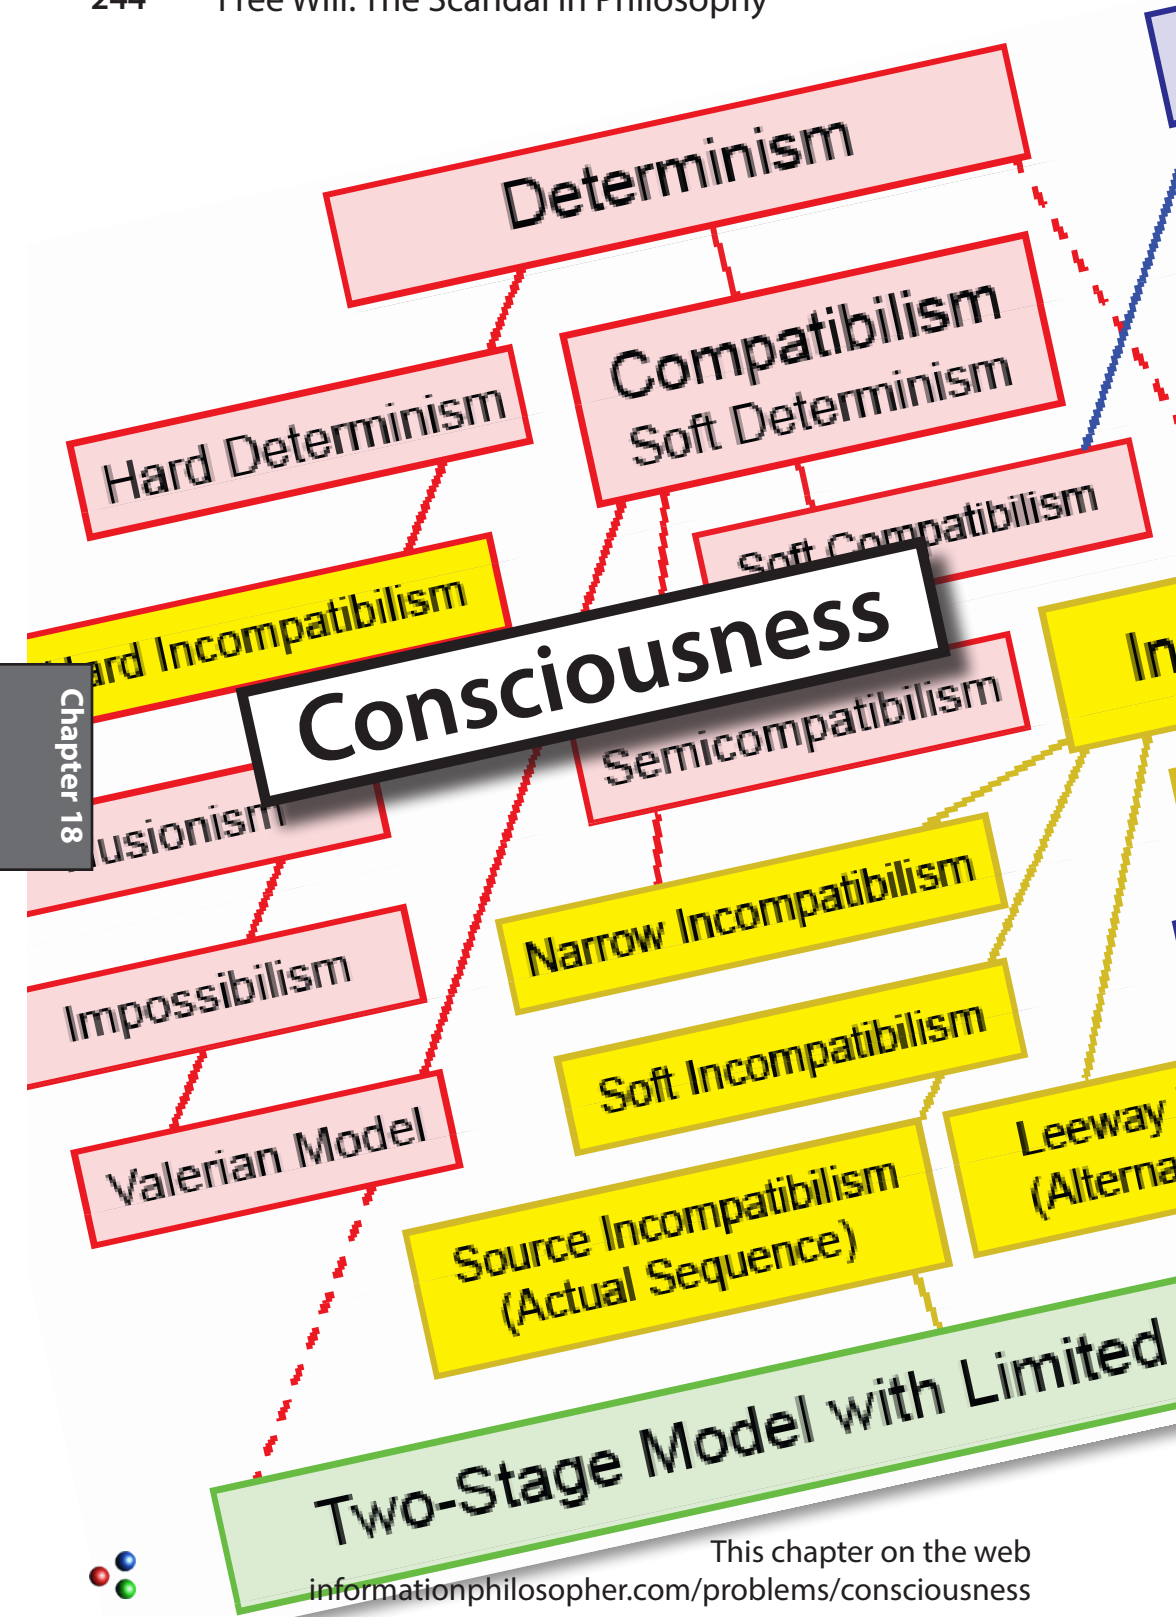 244 Free Will: The Scandal in Philosophy
Determinism
Compatibilism
Soft Determinism
Hard Determinism
Soft Compatibilism
Hard Incompatibilism
Consciousness
In
Semicompatibilism
Chapter 18
usionism
Narrow Incompatibilism
Impossibilism
Soft Incompatibilism
Leeway
(Alterna
Valerian Model
Source Incompatibilism
(Actual Sequence)
Two-Stage Model with Limited
This chapter on the web
informationphilosopher.com/problems/consciousness